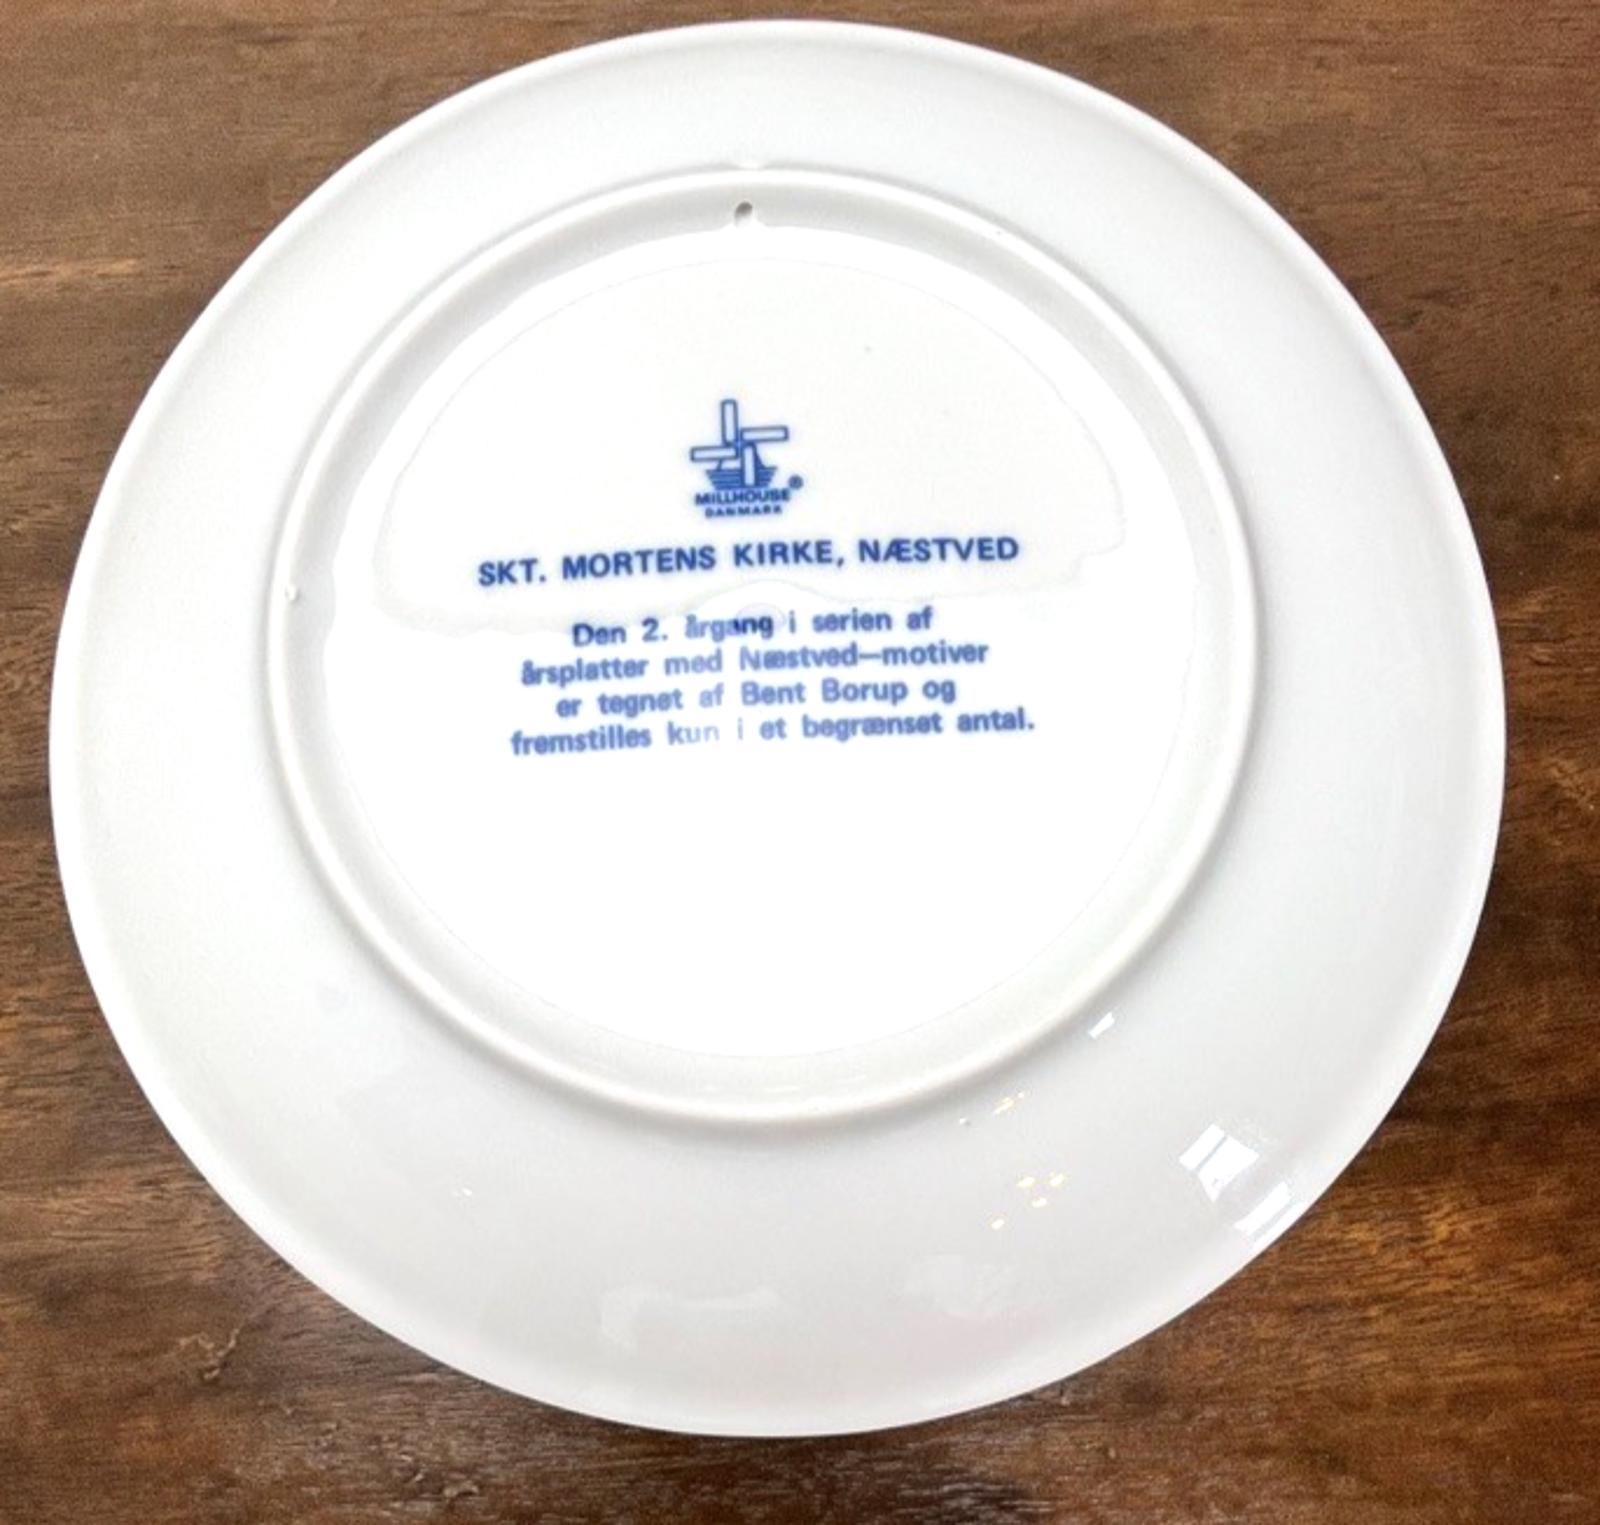 MILLHOUSE®
DANMARK
SKT. MORTENS KIRKE, NÆSTVED
Den 2. årgang i serien af
årsplatter med Næstved—motiver
er tegnet af Bent Borup og
fremstilles kun i et begrænset antal.